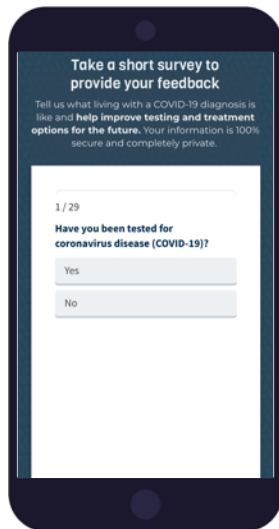 Take a short survey to
provide your feedback
Tell us what living with a COVID-19 diagnosis is
like and help improve testing and treatment
options for the future. Your information is 100%
secure and completely private.
1 / 29
Have you been tested for
coronavirus disease (COVID-19)?
Yes
No